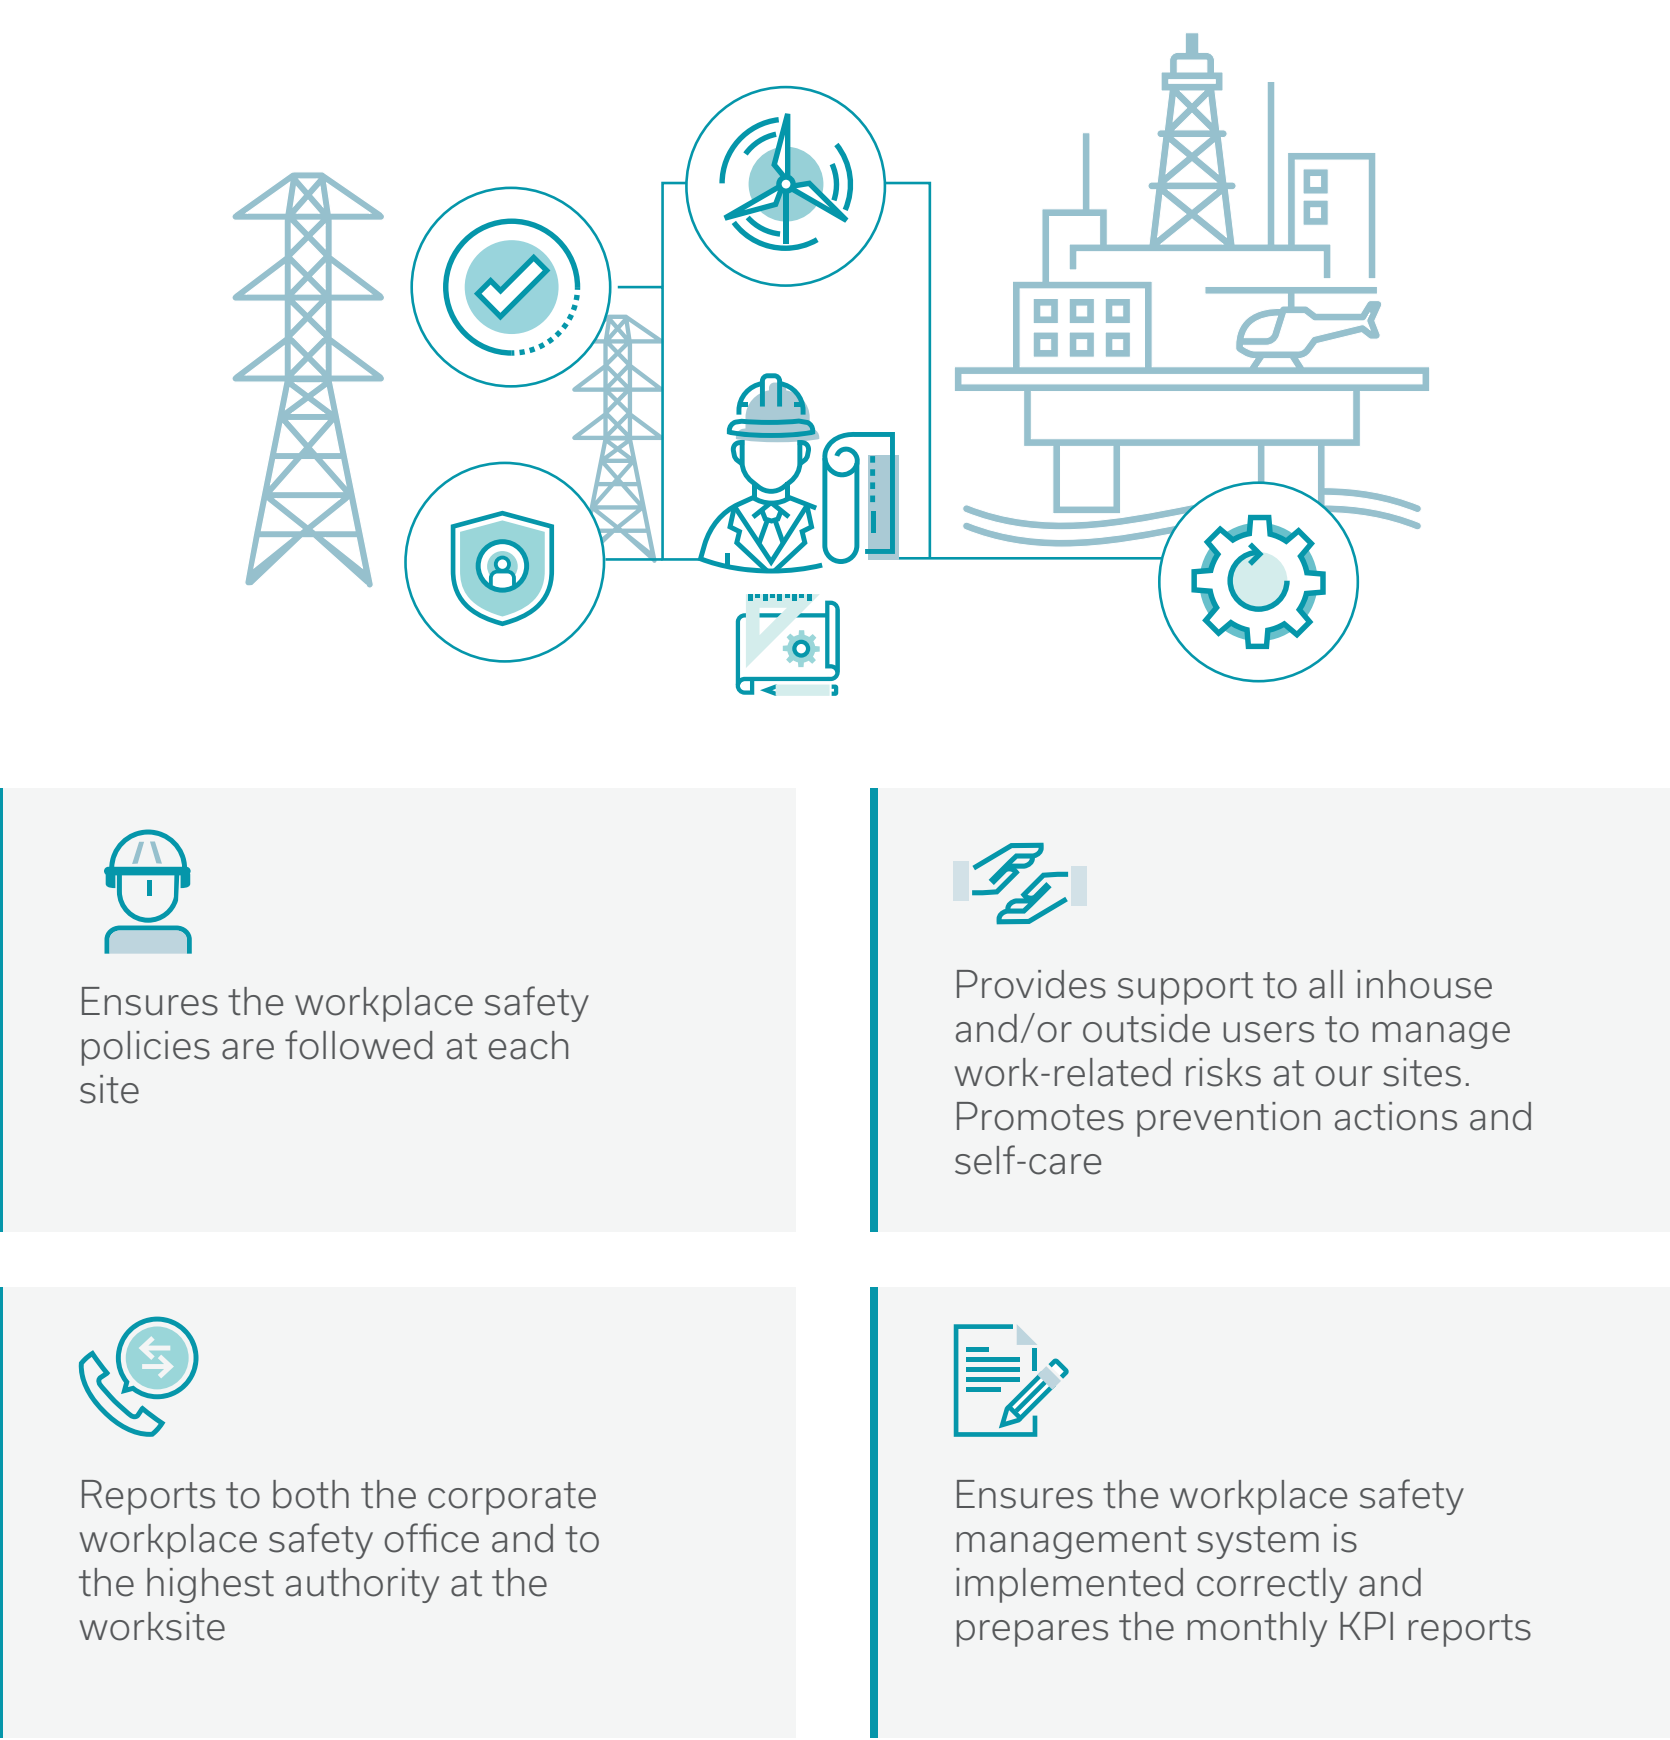 Ensures the workplace safety
policies are followed at each
site
Provides support to all inhouse
and/or outside users to manage
work-related risks at our sites.
Promotes prevention actions and
self-care
Reports to both the corporate
workplace safety office and to
the highest authority at the
worksite
Ensures the workplace safety
management system is
implemented correctly and
prepares the monthly KPI reports